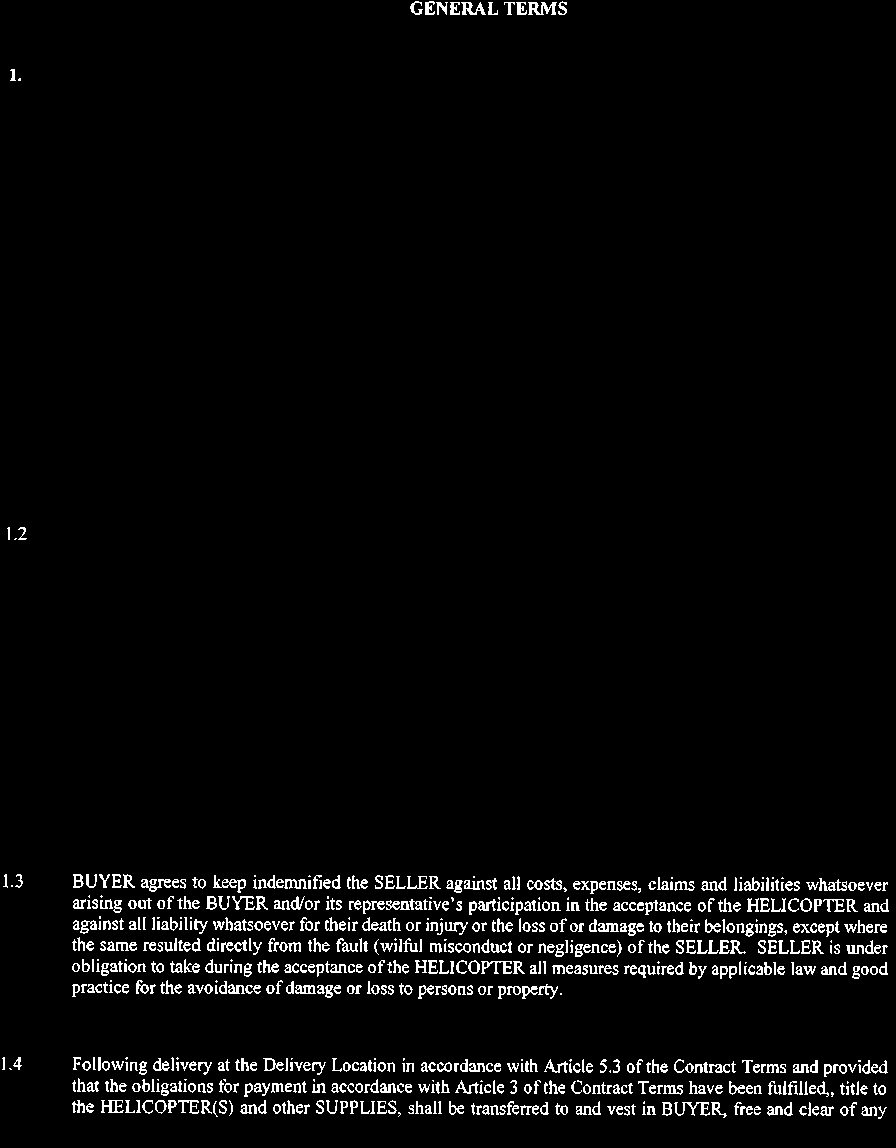 GENERAL TERMS
1.
1.2
1.3 BUYER agrees to keep indemnified the SELLER against all costs, expenses, claims and liabilities whatsoever
arising out of the BUYER and/or its representative's participation in the acceptance of the HELICOPTER and
against all liability whatsoever for their death or injury or the loss of or damage to their belongings, except where
the same resulted directly from the fault (wilful misconduct or negligence) of the SELLER. SELLER is under
obligation to take during the acceptance of the HELICOPTER all measures required by applicable law and good
practice for the avoidance of damage or loss to persons or property.
1.4 Following delivery at the Delivery Location in accordance with Article 5.3 of the Contract Terms and provided
that the obligations for payment in accordance with Article 3 of the Contract Terms have been fulfilled,, title to
the HELICOPTER(S) and other SUPPLIES, shall be transferred to and vest in BUYER, free and clear of any